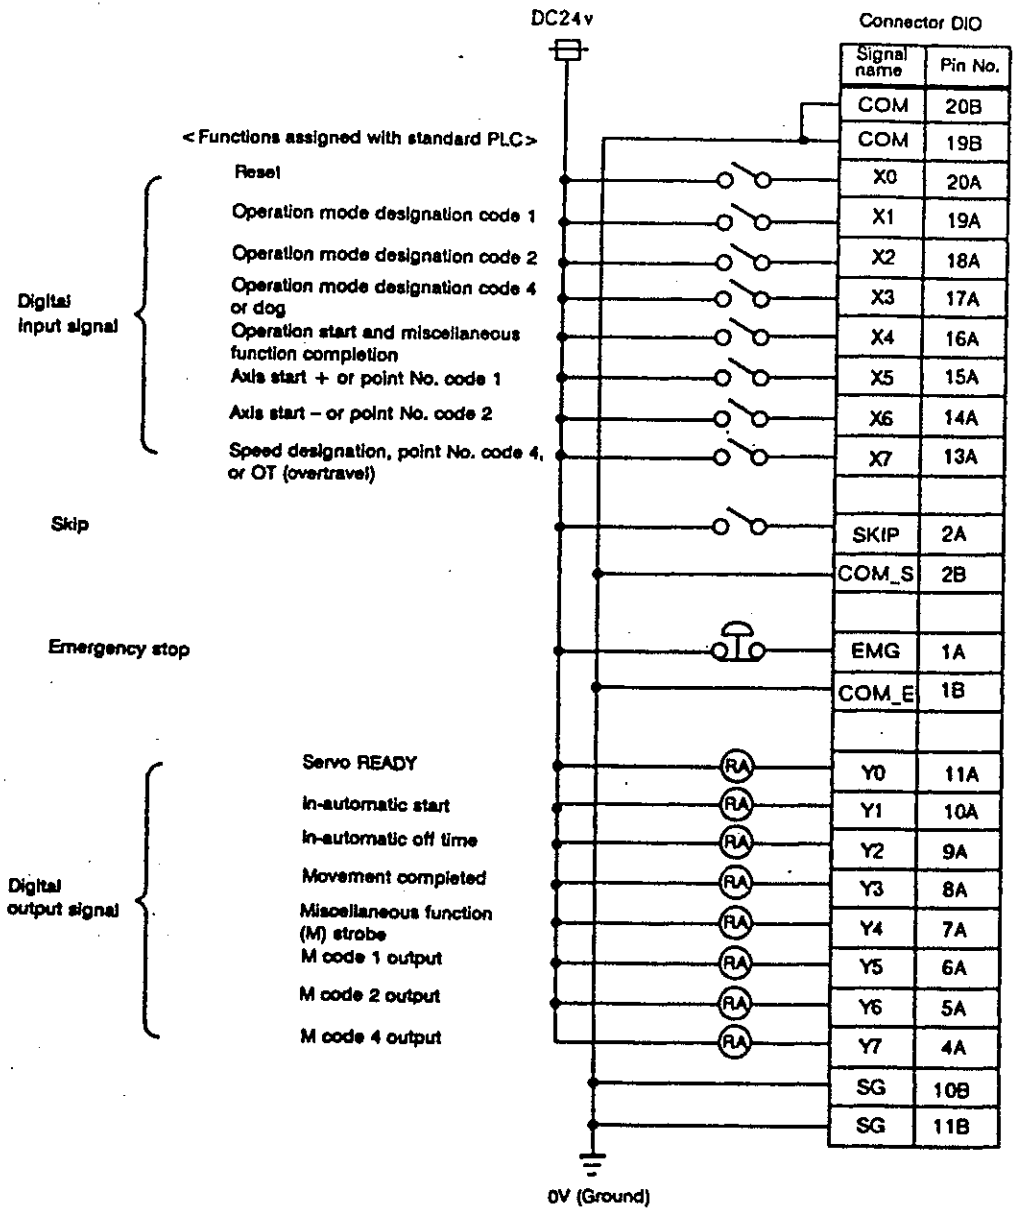 DC24v
Connector DIO
Signal name
Pin No.
COM 20B
<Functions assigned with standard PLC>
COM 19B
Reset
X0 20A
Operation mode designation code 1
X1 19A
Operation mode designation code 2
X2 18A
Operation mode designation code 4
or dog
X3 17A
Digital
input signal
Operation start and miscellaneous
function completion
X4 16A
Axis start + or point No. code 1
X5 15A
Axis start – or point No. code 2
X6 14A
Speed designation, point No. code 4,
or OT (overtravel)
X7 13A
Skip
SKIP 2A
COM_S 2B
Emergency stop
EMG 1A
COM_E 1B
Servo READY
RA
Y0 11A
In-automatic start
RA
Y1 10A
In-automatic off time
RA
Y2 9A
Movement completed
RA
Y3 8A
Digital
output signal
Miscellaneous function
(M) strobe
RA
Y4 7A
M code 1 output
RA
Y5 6A
M code 2 output
RA
Y6 5A
M code 4 output
RA
Y7 4A
SG 10B
SG 11B
0V (Ground)